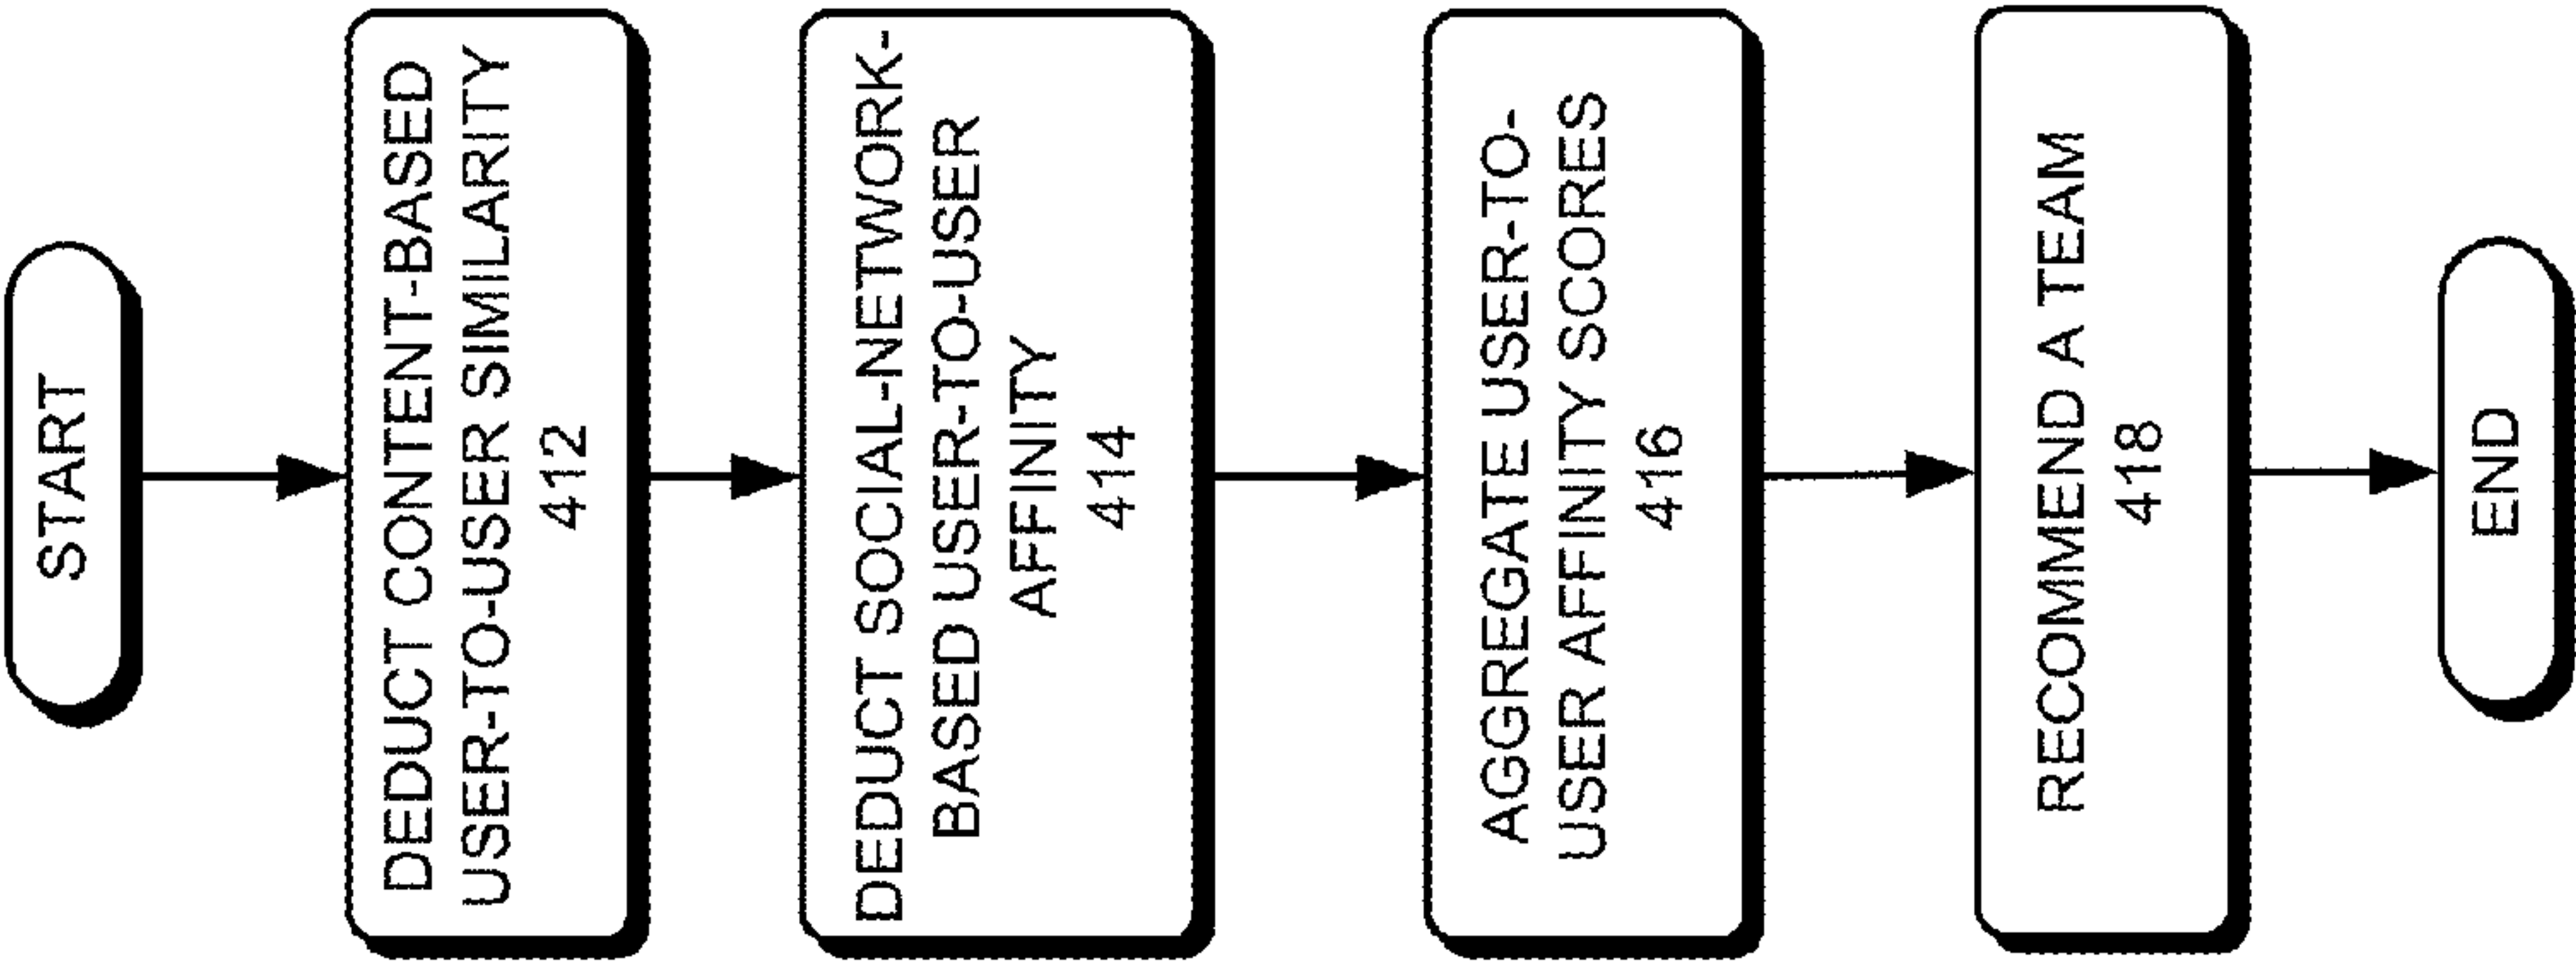 START
DEDUCT CONTENT-BASED
USER-TO-USER SIMILARITY
412
DEDUCT SOCIAL-NETWORK-
BASED USER-TO-USER
AFFINITY
414
AGGREGATE USER-TO-
USER AFFINITY SCORES
416
RECOMMEND A TEAM
418
END